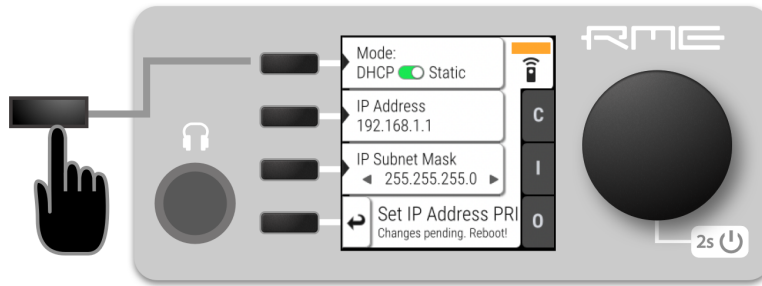 RME
Mode:
DHCP Static
IP Address
192.168.1.1
C
IP Subnet Mask
255.255.255.0
I
Set IP Address PRI
Changes pending. Reboot!
O
2s